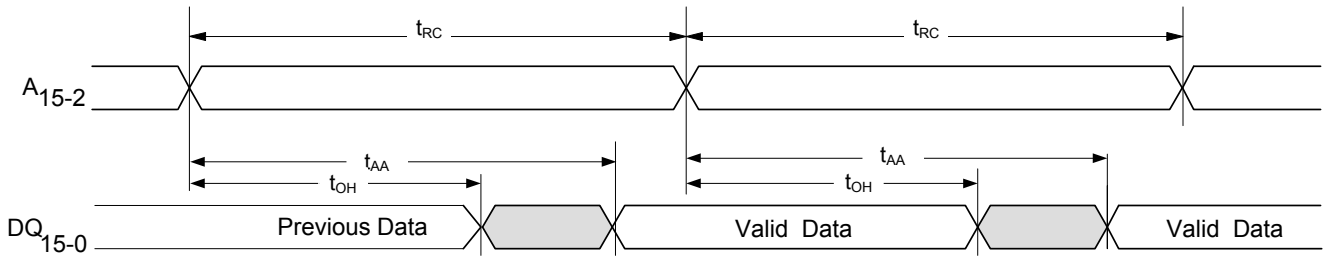 tRC tRC
A15-2
tAA tAA
tOH tOH
DQ15-0 Previous Data Valid Data Valid Data